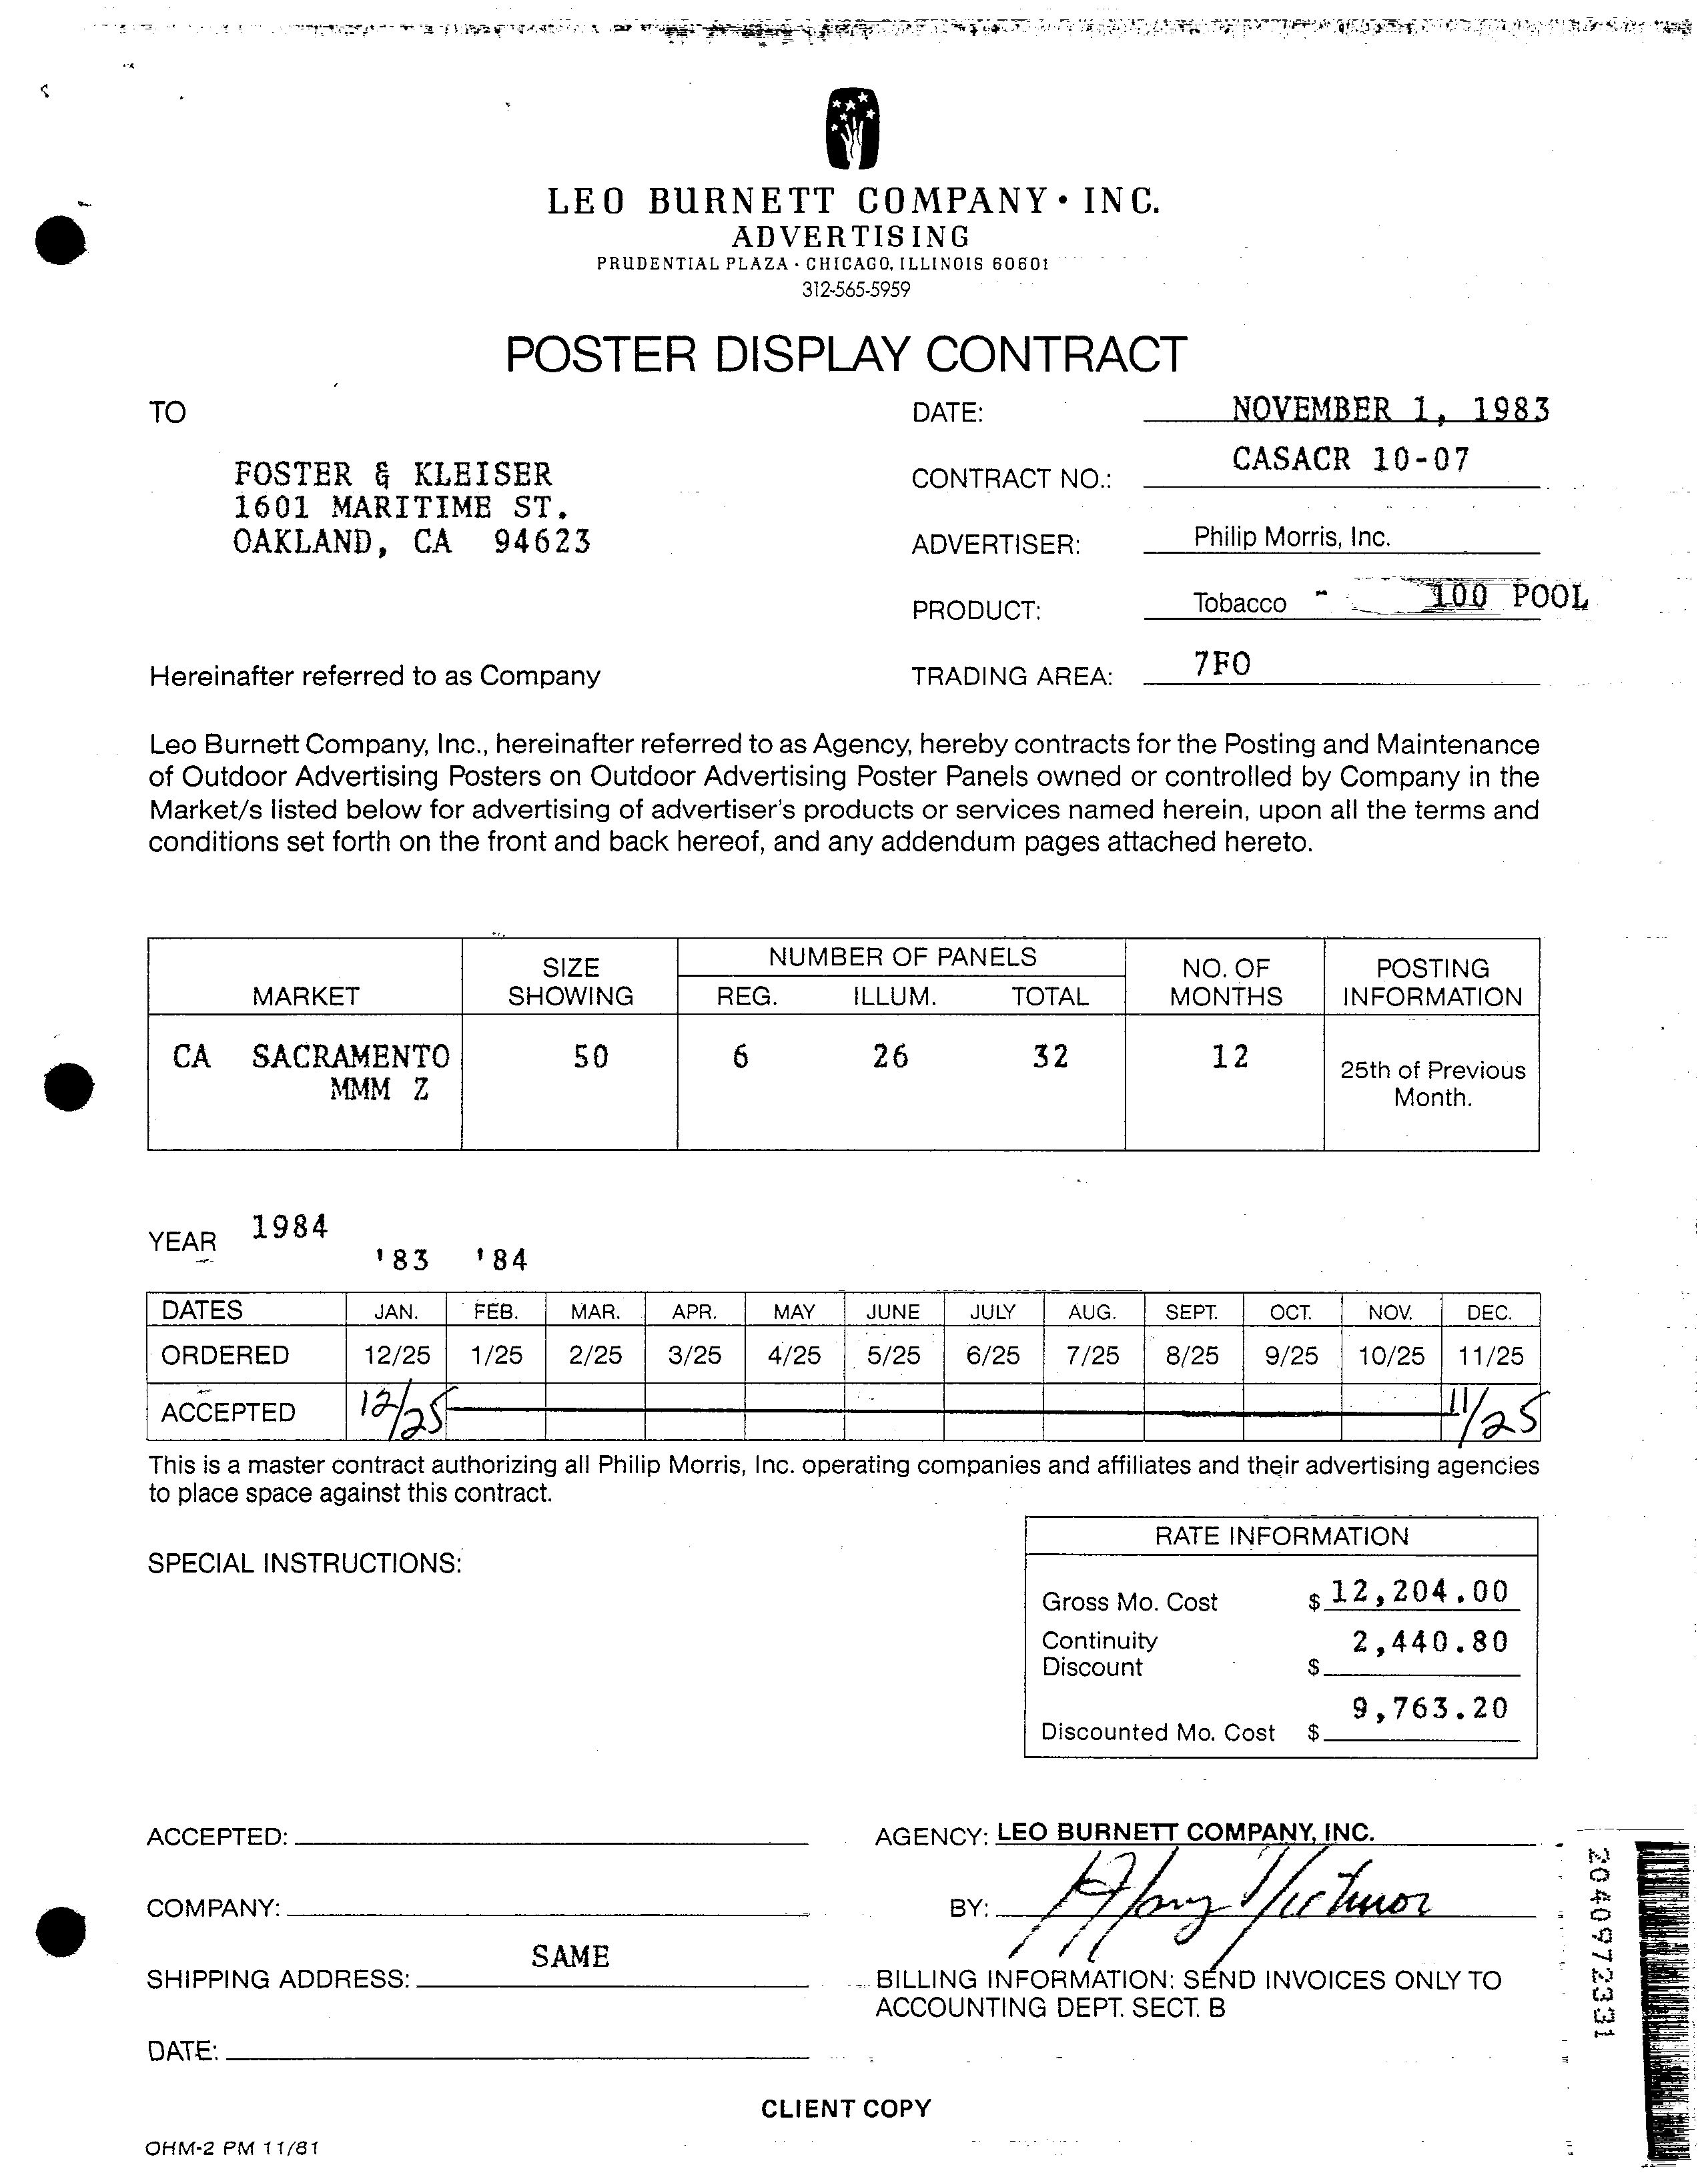 LEO BURNETT COMPANY • INC.
ADVERTISING
PRUDENTIAL PLAZA • CHICAGO, ILLINOIS 60601
312-565-5959
POSTER DISPLAY CONTRACT
TO
FOSTER & KLEISER
1601 MARITIME ST.
OAKLAND, CA 94623
Hereinafter referred to as Company
DATE: NOVEMBER 1, 1983
CONTRACT NO.: CASACR 10-07
ADVERTISER: Philip Morris, Inc.
PRODUCT: Tobacco - 100 POOL
TRADING AREA: 7FO
Leo Burnett Company, Inc., hereinafter referred to as Agency, hereby contracts for the Posting and Maintenance
of Outdoor Advertising Posters on Outdoor Advertising Poster Panels owned or controlled by Company in the
Market/s listed below for advertising of advertiser's products or services named herein, upon all the terms and
conditions set forth on the front and back hereof, and any addendum pages attached hereto.
MARKET SIZE SHOWING NUMBER OF PANELS NO. OF MONTHS POSTING INFORMATION
REG. ILLUM. TOTAL
CA SACRAMENTO 50 6 26 32 12 25th of Previous
MMM Z Month.
YEAR 1984
'83 '84
DATES JAN. FEB. MAR. APR. MAY JUNE JULY AUG. SEPT. OCT. NOV. DEC.
ORDERED 12/25 1/25 2/25 3/25 4/25 5/25 6/25 7/25 8/25 9/25 10/25 11/25
ACCEPTED 12/25 11/25
This is a master contract authorizing all Philip Morris, Inc. operating companies and affiliates and their advertising agencies
to place space against this contract.
SPECIAL INSTRUCTIONS:
RATE INFORMATION
Gross Mo. Cost $ 12,204.00
Continuity
Discount $ 2,440.80
Discounted Mo. Cost $ 9,763.20
ACCEPTED:
COMPANY:
SHIPPING ADDRESS: SAME
DATE:
AGENCY: LEO BURNETT COMPANY, INC.
BY:
BILLING INFORMATION: SEND INVOICES ONLY TO
ACCOUNTING DEPT. SECT. B
2040972331
CLIENT COPY
OHM-2 PM 11/81